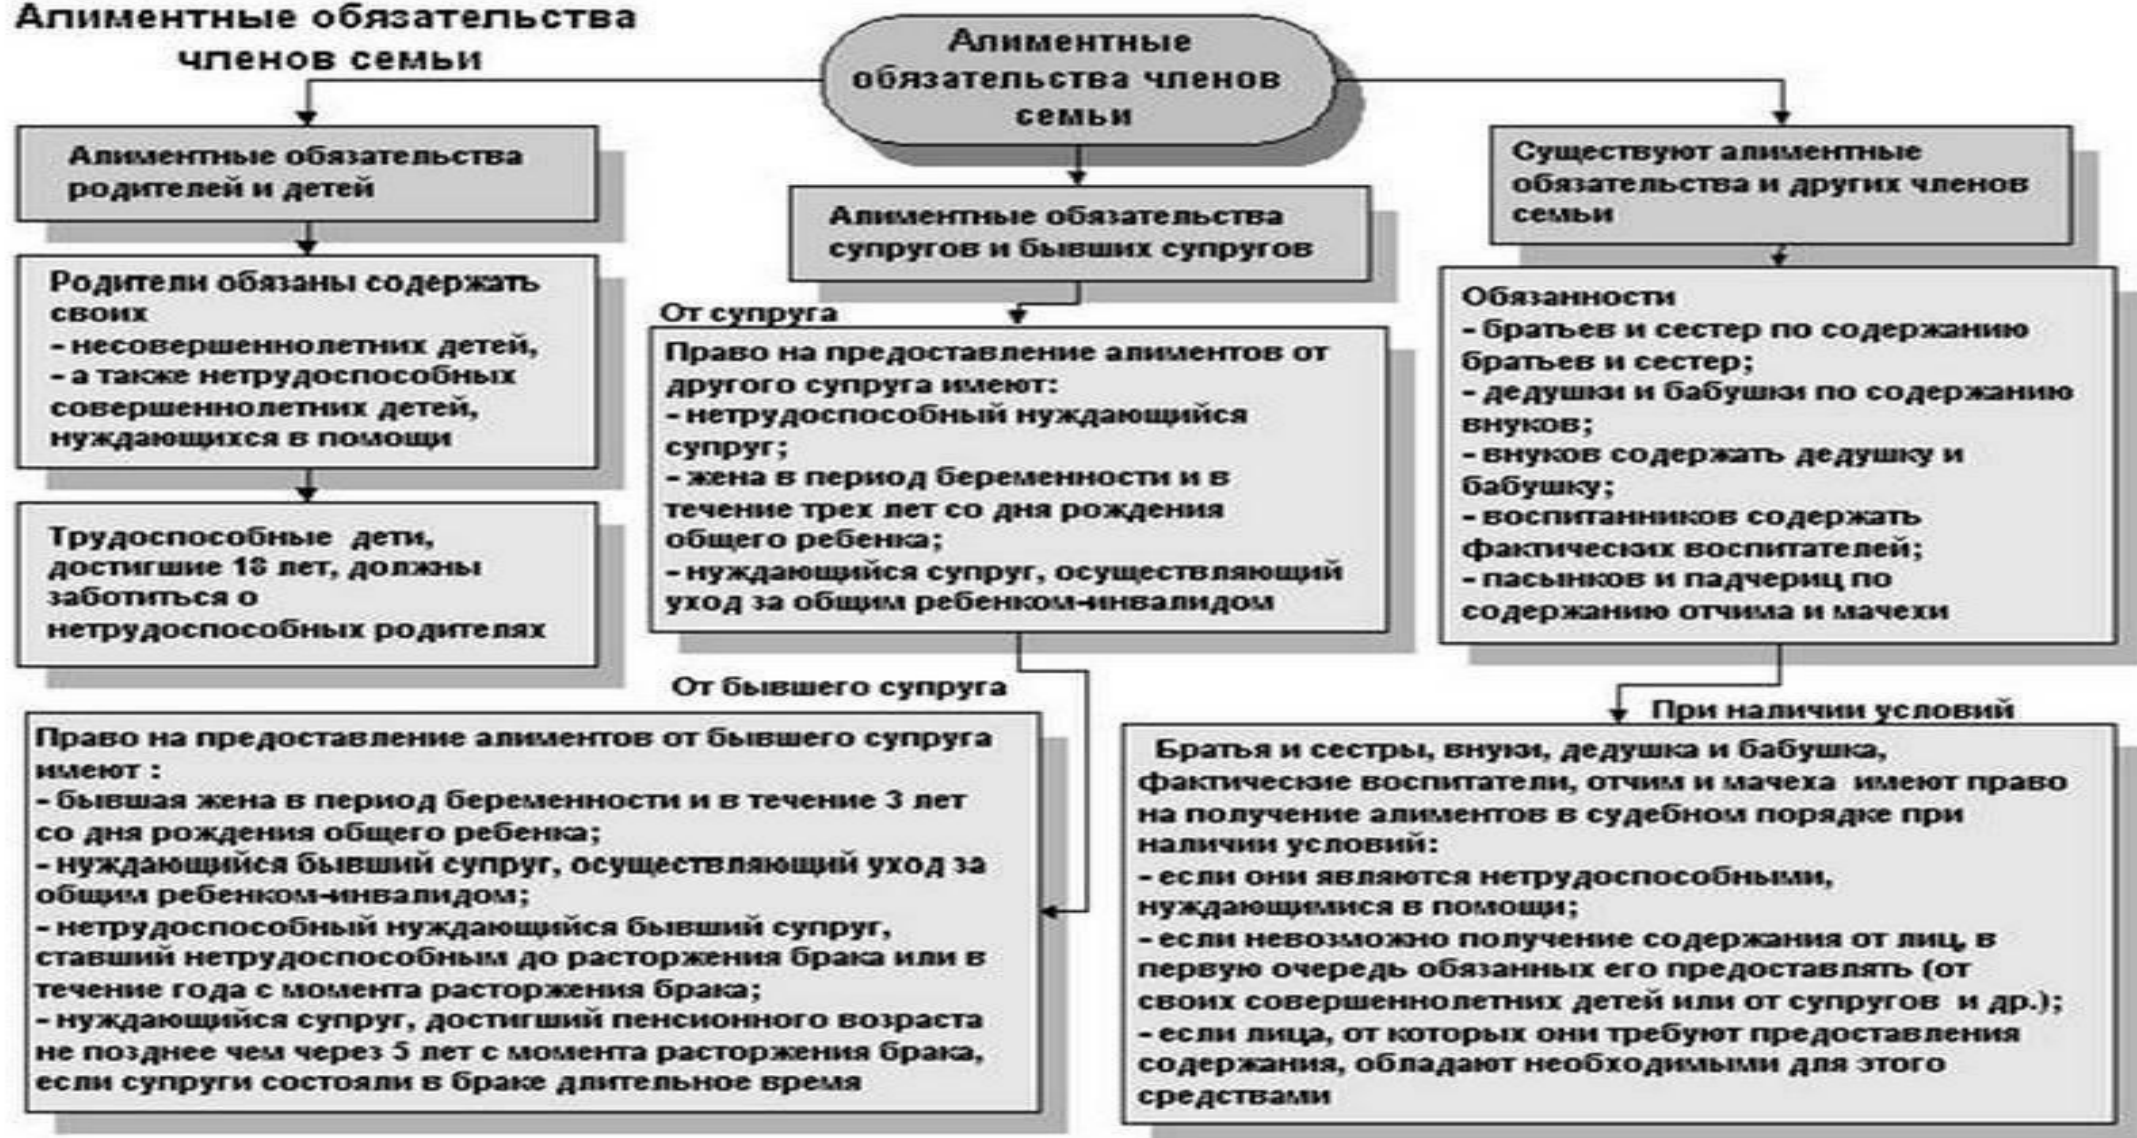 Алиментные обязательства
членов семьи
Алиментные
обязательства членов
семьи
Алиментные обязательства
родителей и детей
Родители обязаны содержать
своих
- несовершеннолетних детей,
- а также нетрудоспособных
совершеннолетних детей,
нуждающихся в помощи
Трудоспособные дети,
достигшие 18 лет, должны
заботиться о
нетрудоспособных родителях
Алиментные обязательства
супругов и бывших супругов
От супруга
Право на предоставление алиментов от
другого супруга имеют:
- нетрудоспособный нуждающийся
супруг;
- жена в период беременности и в
течение трех лет со дня рождения
общего ребенка;
- нуждающийся супруг, осуществляющий
уход за общим ребенком-инвалидом
От бывшего супруга
Право на предоставление алиментов от бывшего супруга
имеют :
- бывшая жена в период беременности и в течение 3 лет
со дня рождения общего ребенка;
- нуждающийся бывший супруг, осуществляющий уход за
общим ребенком-инвалидом;
- нетрудоспособный нуждающийся бывший супруг,
ставший нетрудоспособным до расторжения брака или в
течение года с момента расторжения брака;
- нуждающийся супруг, достигший пенсионного возраста
не позднее чем через 5 лет с момента расторжения брака,
если супруги состояли в браке длительное время
Существуют алиментные
обязательства и других членов
семьи
Обязанности
- братьев и сестер по содержанию
братьев и сестер;
- дедушки и бабушки по содержанию
внуков;
- внуков содержать дедушку и
бабушку;
- воспитанников содержать
фактических воспитателей;
- пасынков и падчериц по
содержанию отчима и мачехи
При наличии условий
Братья и сестры, внуки, дедушка и бабушка,
фактические воспитатели, отчим и мачеха имеют право
на получение алиментов в судебном порядке при
наличии условий:
- если они являются нетрудоспособными,
нуждающимися в помощи;
- если невозможно получение содержания от лиц, в
первую очередь обязанных его предоставлять (от
своих совершеннолетних детей или от супругов и др.);
- если лица, от которых они требуют предоставления
содержания, обладают необходимыми для этого
средствами